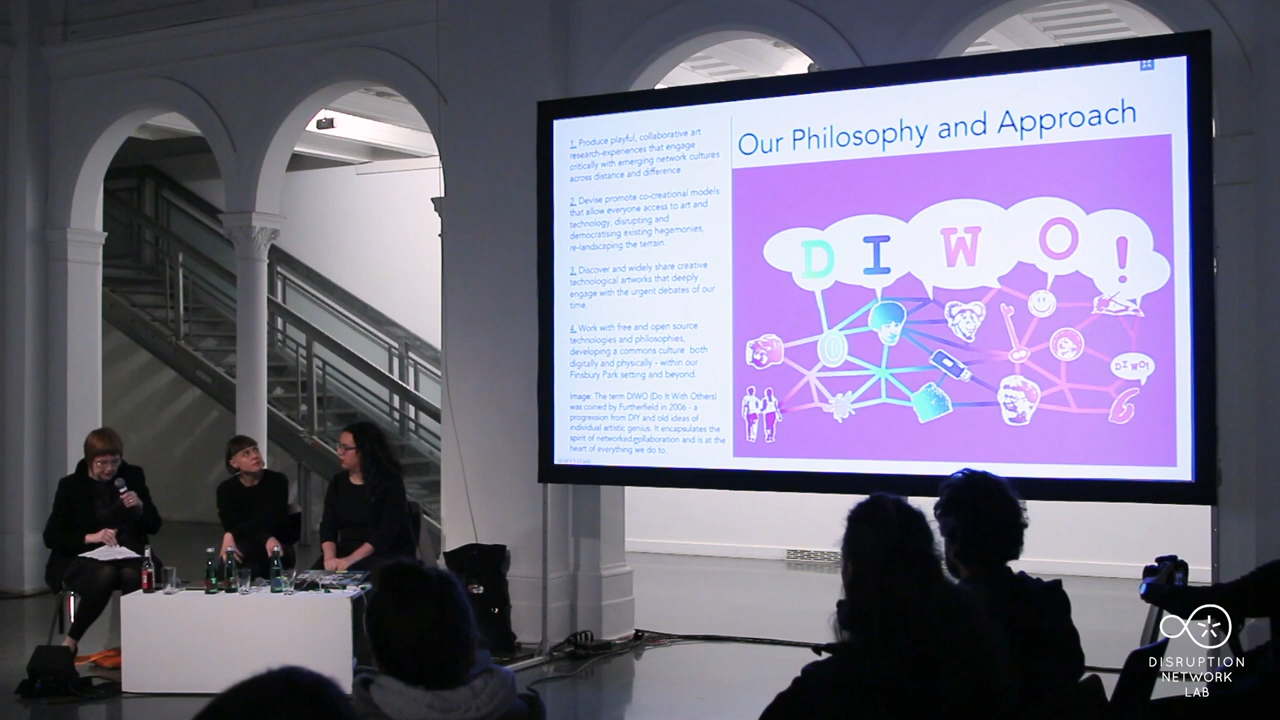 1. Produce playful, collaborative art
research-experiences that engage
critically with emerging network cultures
across distance and difference.
2. Devise promote co-creational models
that allow everyone access to art and
technology, disrupting and
democratising existing hegemonies,
re-landscaping the terrain.
3. Discover and widely share creative
technological artworks that deeply
engage with the urgent debates of our
time.
4. Work with free and open source
technologies and philosophies,
developing a commons culture both
digitally and physically - within our
Finsbury Park setting and beyond.
Image: The term DIWO (Do It With Others)
was coined by Furtherfield in 2006 - a
progression from DIY and old ideas of
individual artistic genius. It encapsulates the
spirit of networked collaboration and is at the
heart of everything we do to.
Our Philosophy and Approach
DIWO!
DIWO!
DISRUPTION
NETWORK
LAB